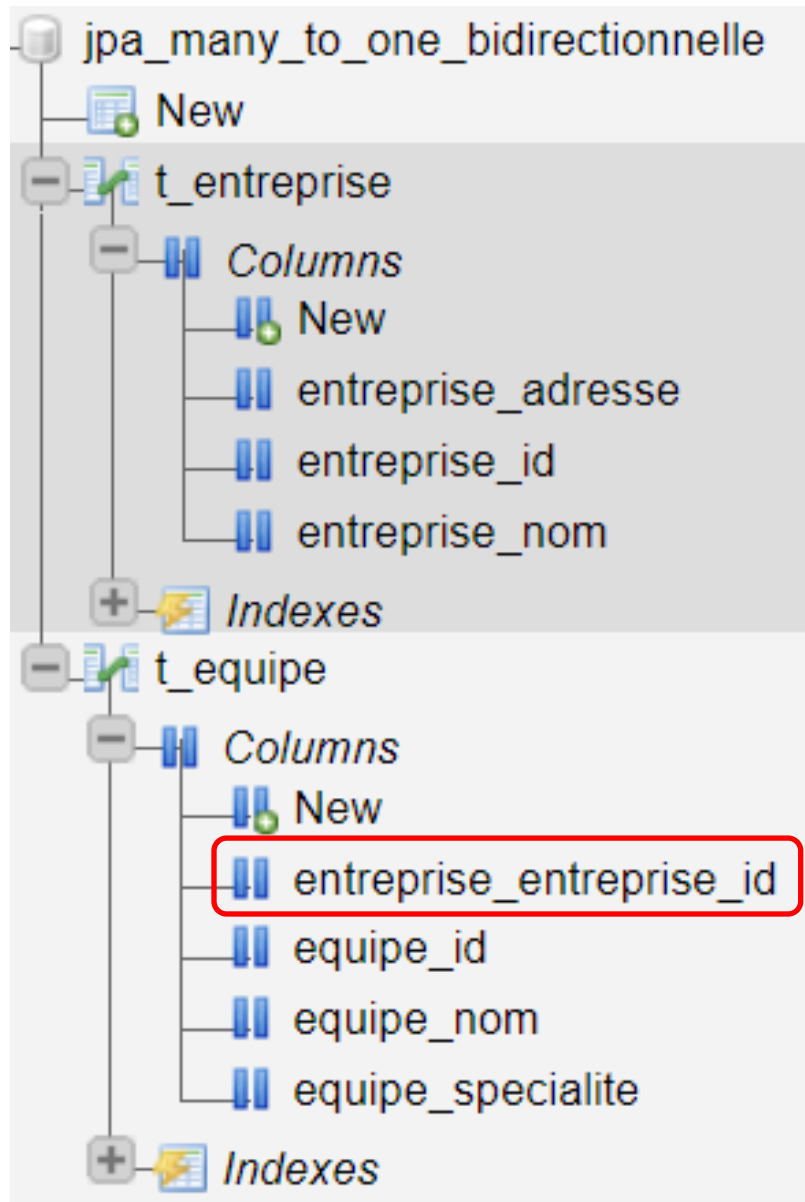 jpa_many_to_one_bidirectionnelle
New
t_entreprise
Columns
New
entreprise_adresse
entreprise_id
entreprise_nom
Indexes
t_equipe
Columns
New
entreprise_entreprise_id
equipe_id
equipe_nom
equipe_specialite
Indexes